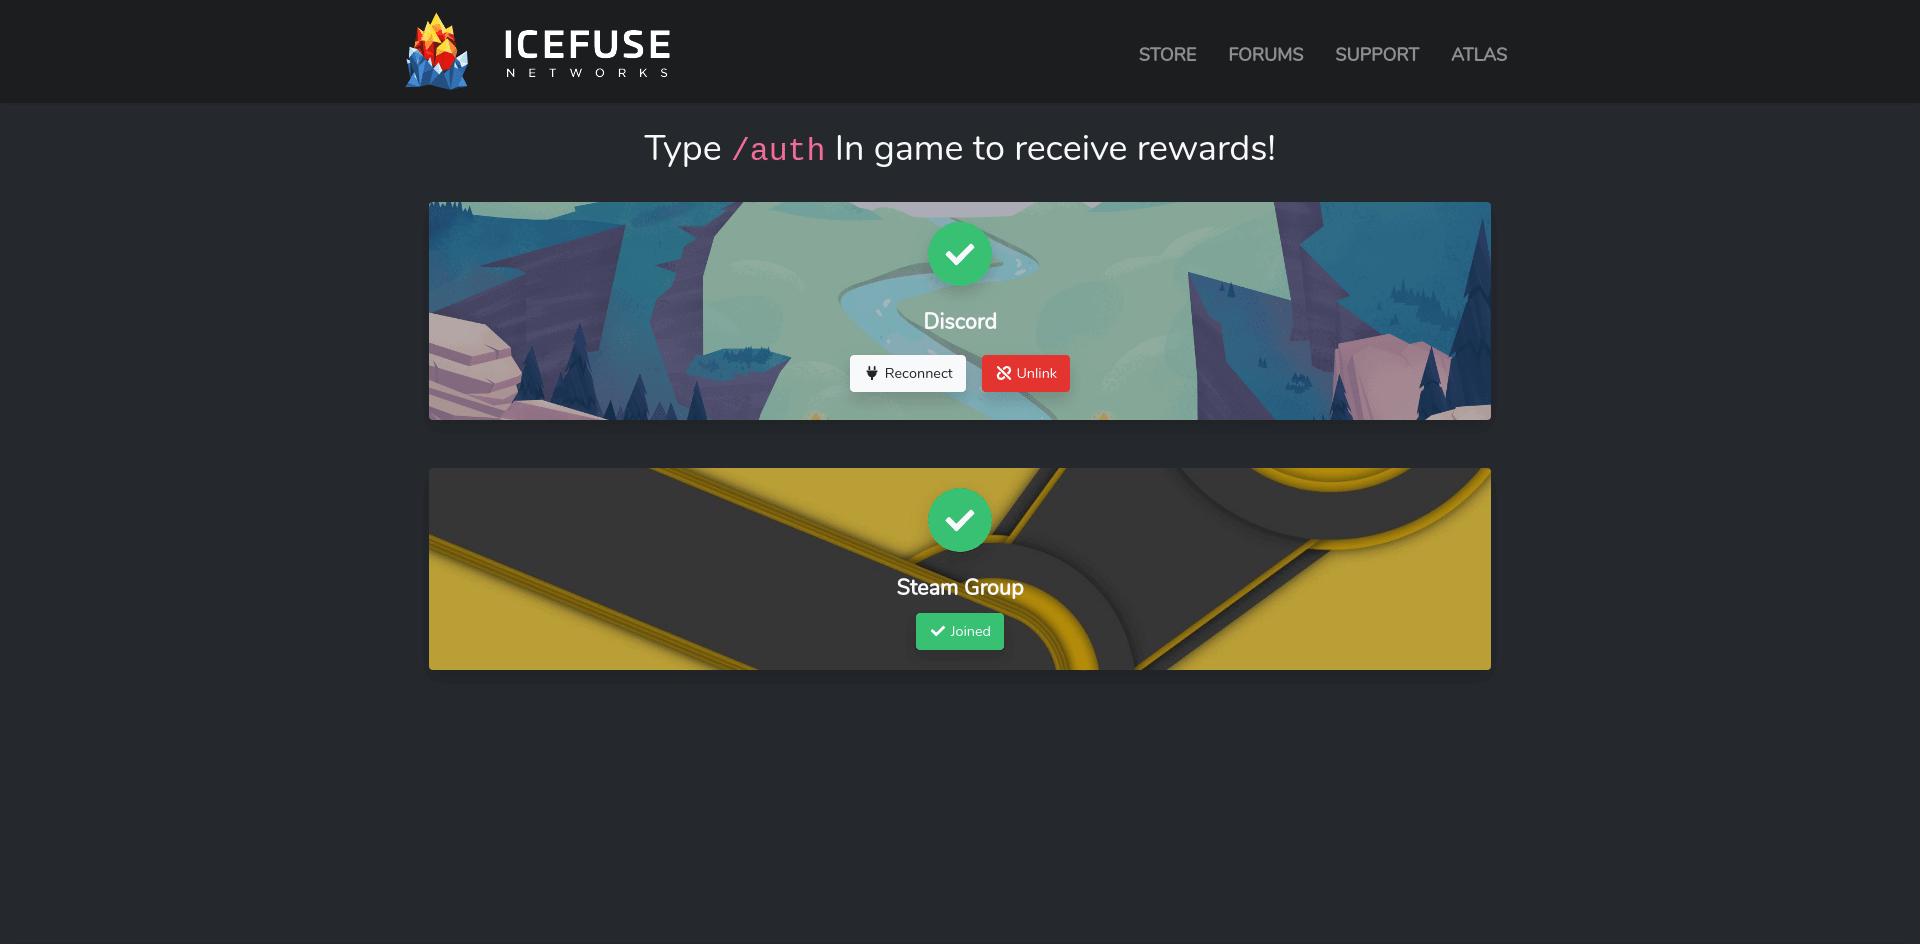 ICEFUSE
NETWORKS
STORE FORUMS SUPPORT ATLAS
Type /auth In game to receive rewards!
Discord
Reconnect Unlink
Steam Group
Joined